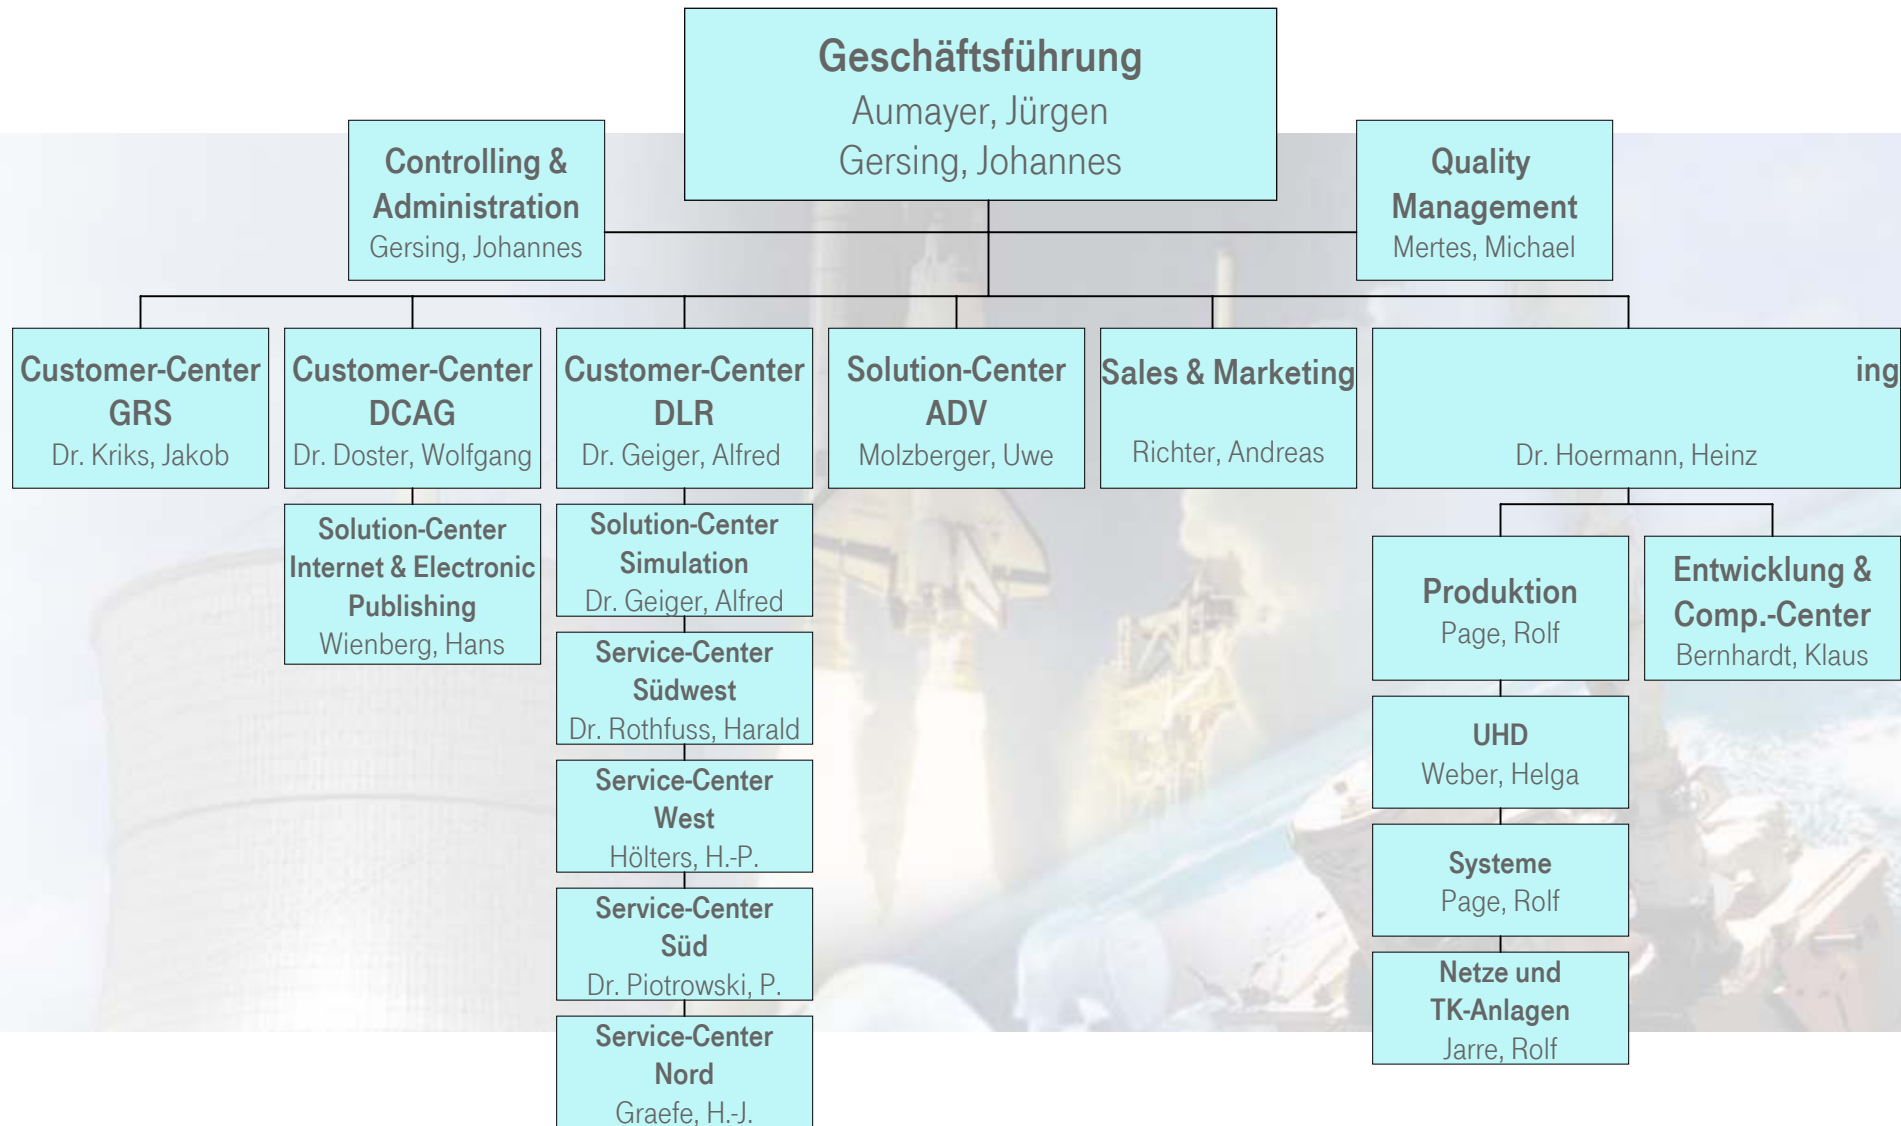 Geschäftsführung
Aumayer, Jürgen
Gersing, Johannes
Controlling &
Administration
Gersing, Johannes
Quality
Management
Mertes, Michael
Customer-Center
GRS
Dr. Kriks, Jakob
Customer-Center
DCAG
Dr. Doster, Wolfgang
Customer-Center
DLR
Dr. Geiger, Alfred
Solution-Center
ADV
Molzberger, Uwe
Sales & Marketing
Richter, Andreas
ing
Dr. Hoermann, Heinz
Solution-Center
Internet & Electronic
Publishing
Wienberg, Hans
Solution-Center
Simulation
Dr. Geiger, Alfred
Service-Center
Südwest
Dr. Rothfuss, Harald
Service-Center
West
Hölters, H.-P.
Service-Center
Süd
Dr. Piotrowski, P.
Service-Center
Nord
Graefe, H.-J.
Produktion
Page, Rolf
Entwicklung &
Comp.-Center
Bernhardt, Klaus
UHD
Weber, Helga
Systeme
Page, Rolf
Netze und
TK-Anlagen
Jarre, Rolf